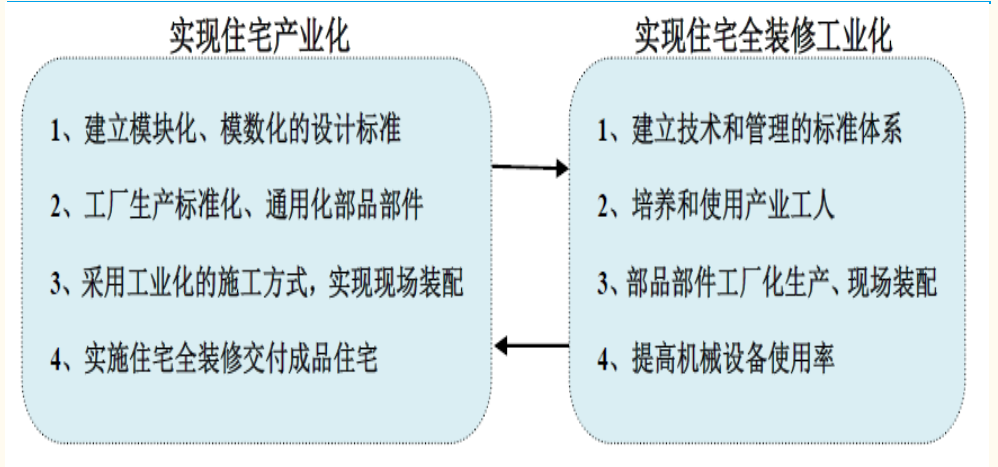 实现住宅产业化
1、建立模块化、模数化的设计标准
2、工厂生产标准化、通用化部品部件
3、采用工业化的施工方式，实现现场装配
4、实施住宅全装修交付成品住宅
实现住宅全装修工业化
1、建立技术和管理的标准体系
2、培养和使用产业工人
3、部品部件工厂化生产、现场装配
4、提高机械设备使用率